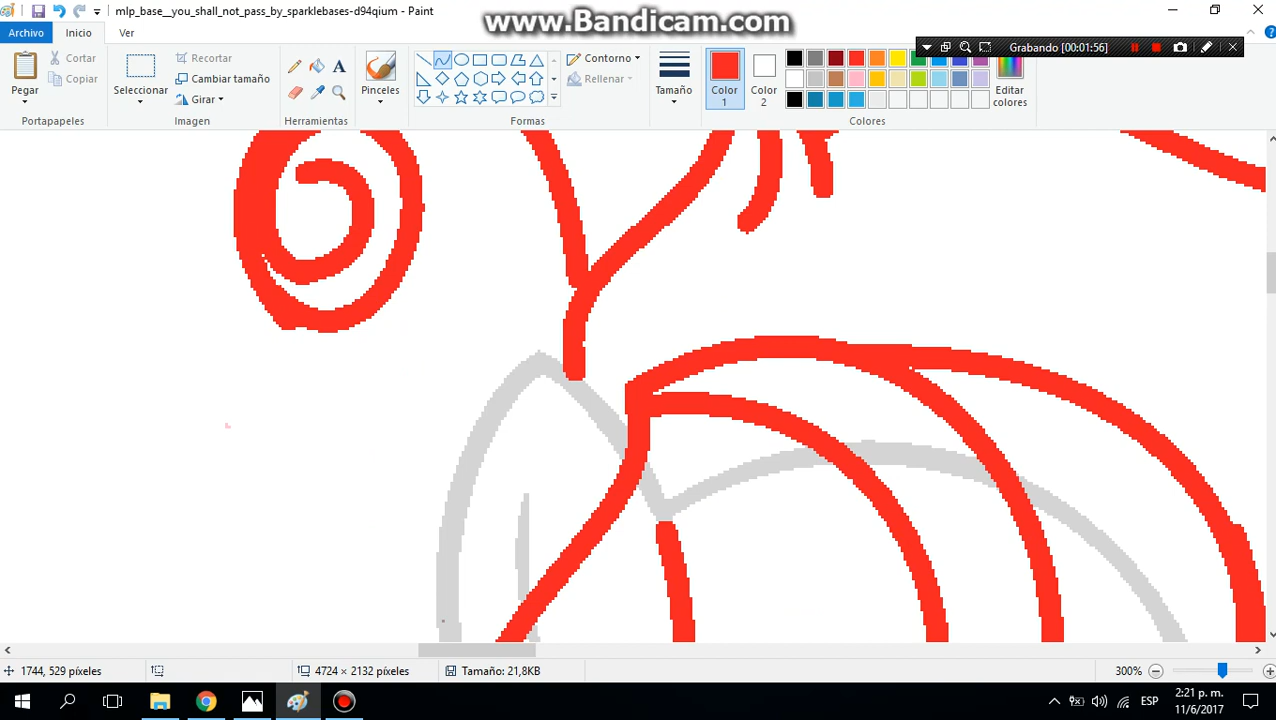 mlp_base__you_shall_not_pass_by_sparklebases-d94qium - Paint
www.Bandicam.com
Archivo
Inicio
Ver
Grabando [00:01:56]
Pegar
Cortar
Copiar
Portapapeles
Seleccionar
Recortar
Cambiar tamaño
Girar
Imagen
Herramientas
Pinceles
Contorno
Rellenar
Formas
Tamaño
Color
1
Color
2
Editar
colores
Colores
1744, 529 píxeles
4724 × 2132 píxeles
Tamaño: 21,8KB
300%
ESP
2:21 p. m.
11/6/2017